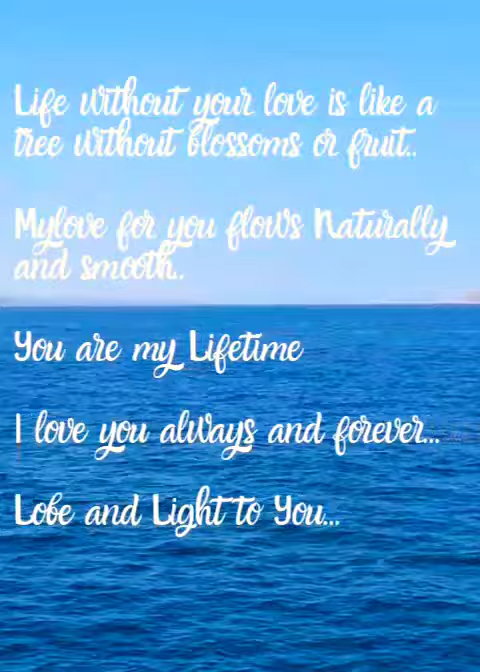 Life without your love is like a
tree without blossoms or fruit..
Mylove for you flows Naturally
and smooth..
You are my Lifetime
I love you always and forever...
Lobe and Light to You...